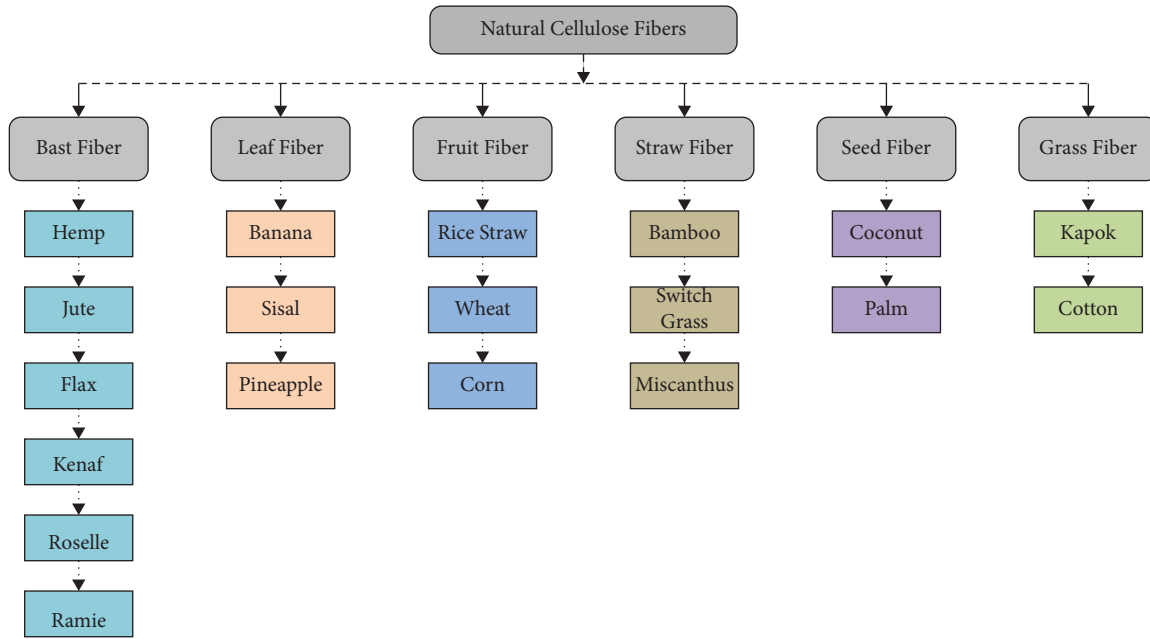 Natural Cellulose Fibers
Bast Fiber
Leaf Fiber
Fruit Fiber
Straw Fiber
Seed Fiber
Grass Fiber
Hemp
Banana
Rice Straw
Bamboo
Coconut
Kapok
Jute
Sisal
Wheat
Switch
Grass
Palm
Cotton
Flax
Pineapple
Corn
Miscanthus
Kenaf
Roselle
Ramie